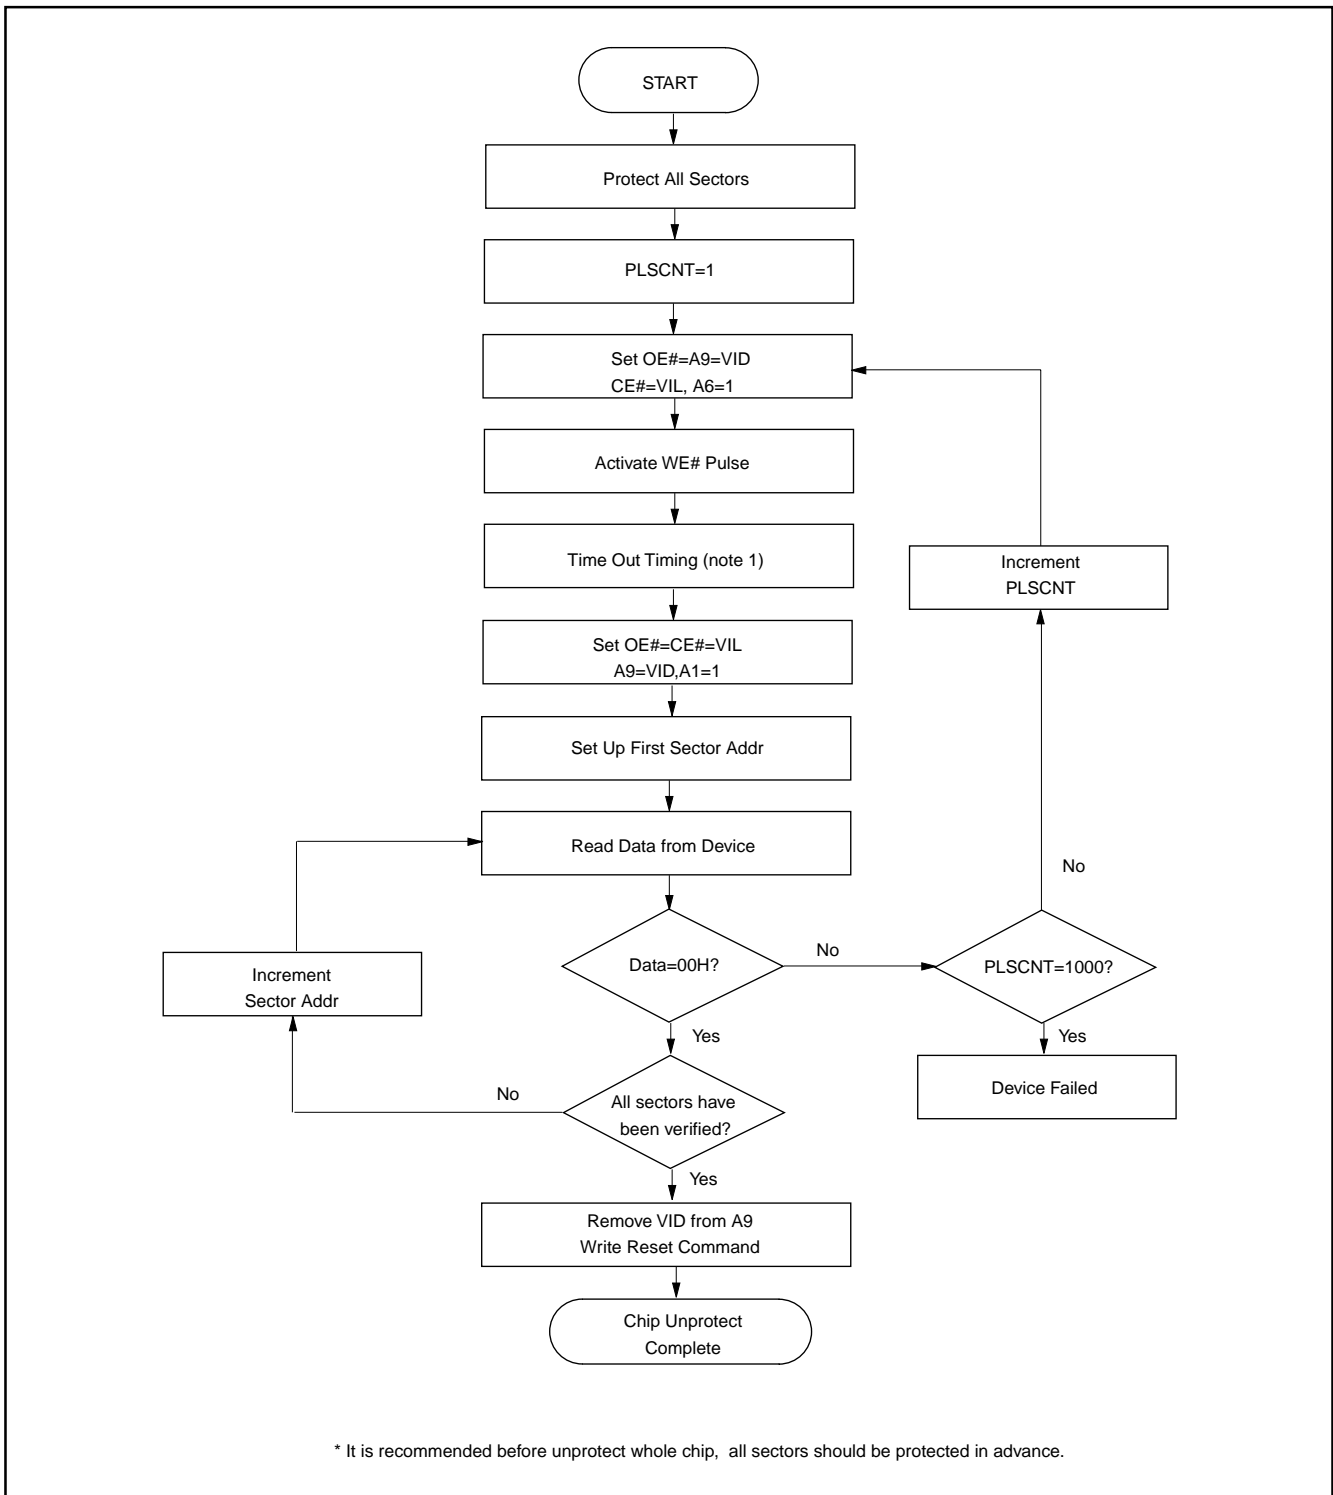 START
Protect All Sectors
PLSCNT=1
Set OE#=A9=VID
CE#=VIL, A6=1
Activate WE# Pulse
Time Out Timing (note 1)
Increment
PLSCNT
Set OE#=CE#=VIL
A9=VID,A1=1
Set Up First Sector Addr
Read Data from Device
No
Data=00H?
No
PLSCNT=1000?
Increment
Sector Addr
Yes
Yes
Device Failed
No
All sectors have
been verified?
Yes
Remove VID from A9
Write Reset Command
Chip Unprotect
Complete
* It is recommended before unprotect whole chip, all sectors should be protected in advance.